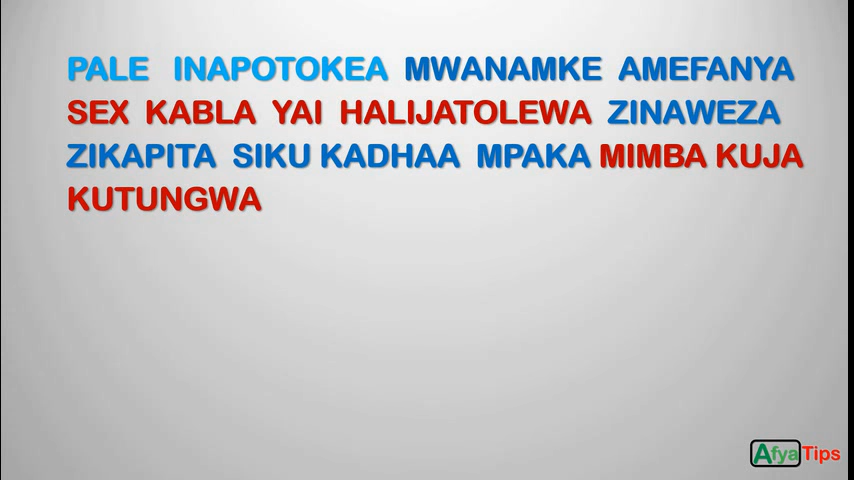 PALE INAPOTOKEA MWANAMKE AMEFANYA
SEX KABLA YAI HALIJATOLEWA ZINAWEZA
ZIKAPITA SIKU KADHAA MPAKA MIMBA KUJA
KUTUNGWA
AfyaTips